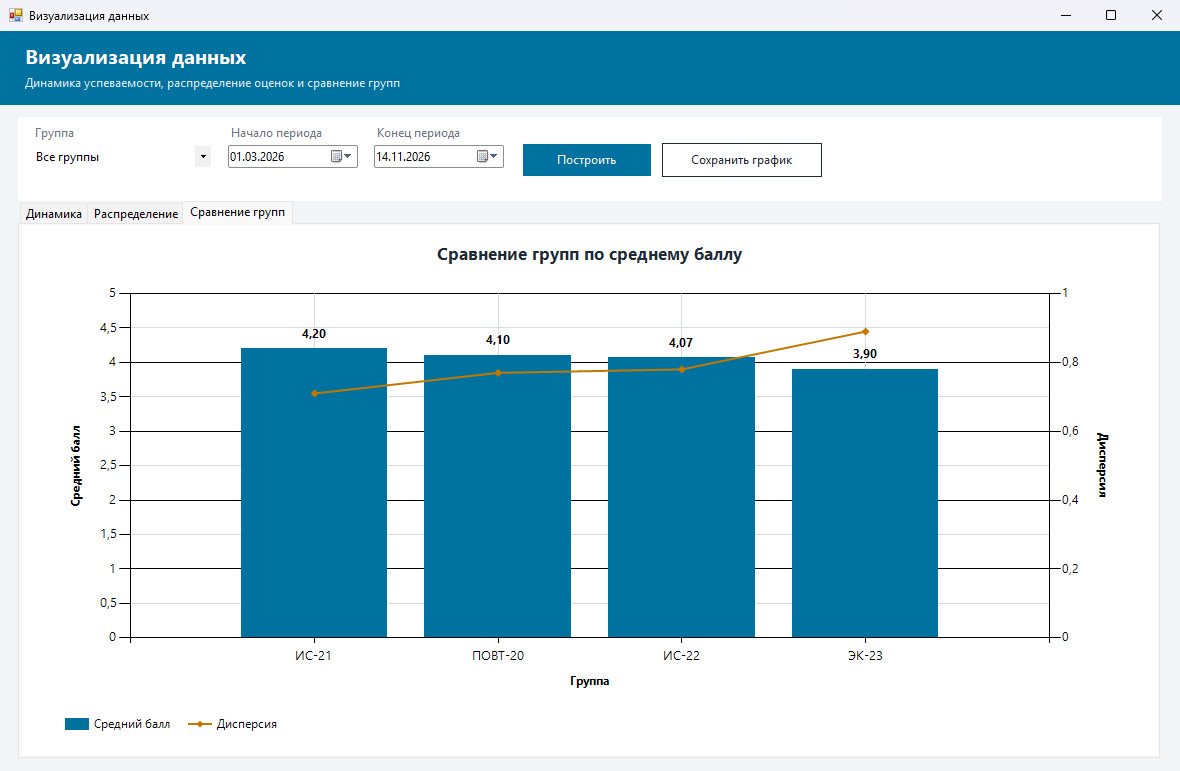 Визуализация данных
Визуализация данных
Динамика успеваемости, распределение оценок и сравнение групп
Группа Начало периода Конец периода
Все группы 01.03.2026 14.11.2026 Построить Сохранить график
Динамика Распределение Сравнение групп
Сравнение групп по среднему баллу
5 1
4,5
4 0,8
3,5
3 0,6
2,5
2 0,4
1,5
1 0,2
0,5
0 0
4,20 4,10 4,07 3,90
Средний балл
Дисперсия
ИС-21 ПОВТ-20 ИС-22 ЭК-23
Группа
Средний балл Дисперсия